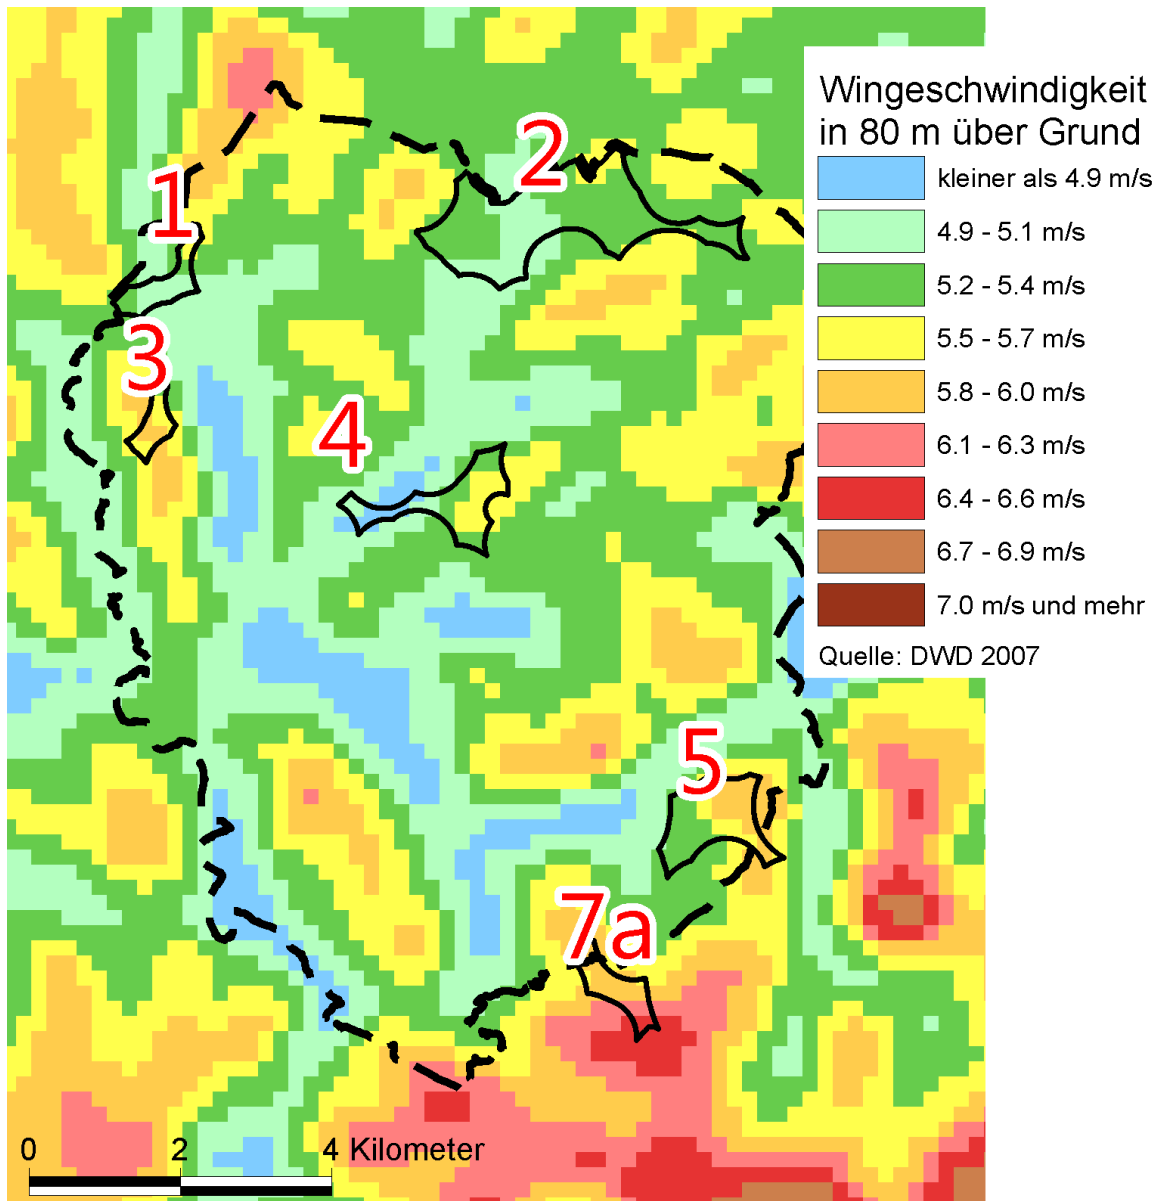 Wingeschwindigkeit
in 80 m über Grund
kleiner als 4.9 m/s
4.9 - 5.1 m/s
5.2 - 5.4 m/s
5.5 - 5.7 m/s
5.8 - 6.0 m/s
6.1 - 6.3 m/s
6.4 - 6.6 m/s
6.7 - 6.9 m/s
7.0 m/s und mehr
Quelle: DWD 2007
2
1
3
4
5
7a
0 2 4 Kilometer